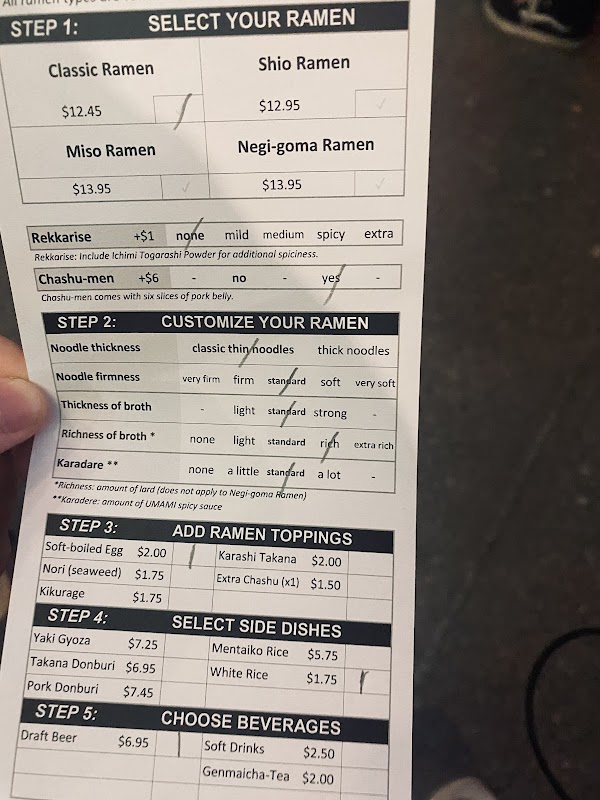 STEP 1: SELECT YOUR RAMEN
Classic Ramen Shio Ramen
$12.45 $12.95
Miso Ramen Negi-goma Ramen
$13.95 $13.95
Rekkarise +$1 none mild medium spicy extra
Rekkarise: Include Ichimi Togarashi Powder for additional spiciness.
Chashu-men +$6 - no - yes -
Chashu-men comes with six slices of pork belly.
STEP 2: CUSTOMIZE YOUR RAMEN
Noodle thickness classic thin noodles thick noodles
Noodle firmness very firm firm standard soft very soft
Thickness of broth - light standard strong -
Richness of broth * none light standard rich extra rich
Karadare ** none a little standard a lot -
*Richness: amount of lard (does not apply to Negi-goma Ramen)
**Karadere: amount of UMAMI spicy sauce
STEP 3: ADD RAMEN TOPPINGS
Soft-boiled Egg $2.00 Karashi Takana $2.00
Nori (seaweed) $1.75 Extra Chashu (x1) $1.50
Kikurage $1.75
STEP 4: SELECT SIDE DISHES
Yaki Gyoza $7.25 Mentaiko Rice $5.75
Takana Donburi $6.95 White Rice $1.75
Pork Donburi $7.45
STEP 5: CHOOSE BEVERAGES
Draft Beer $6.95 Soft Drinks $2.50
Genmaicha-Tea $2.00